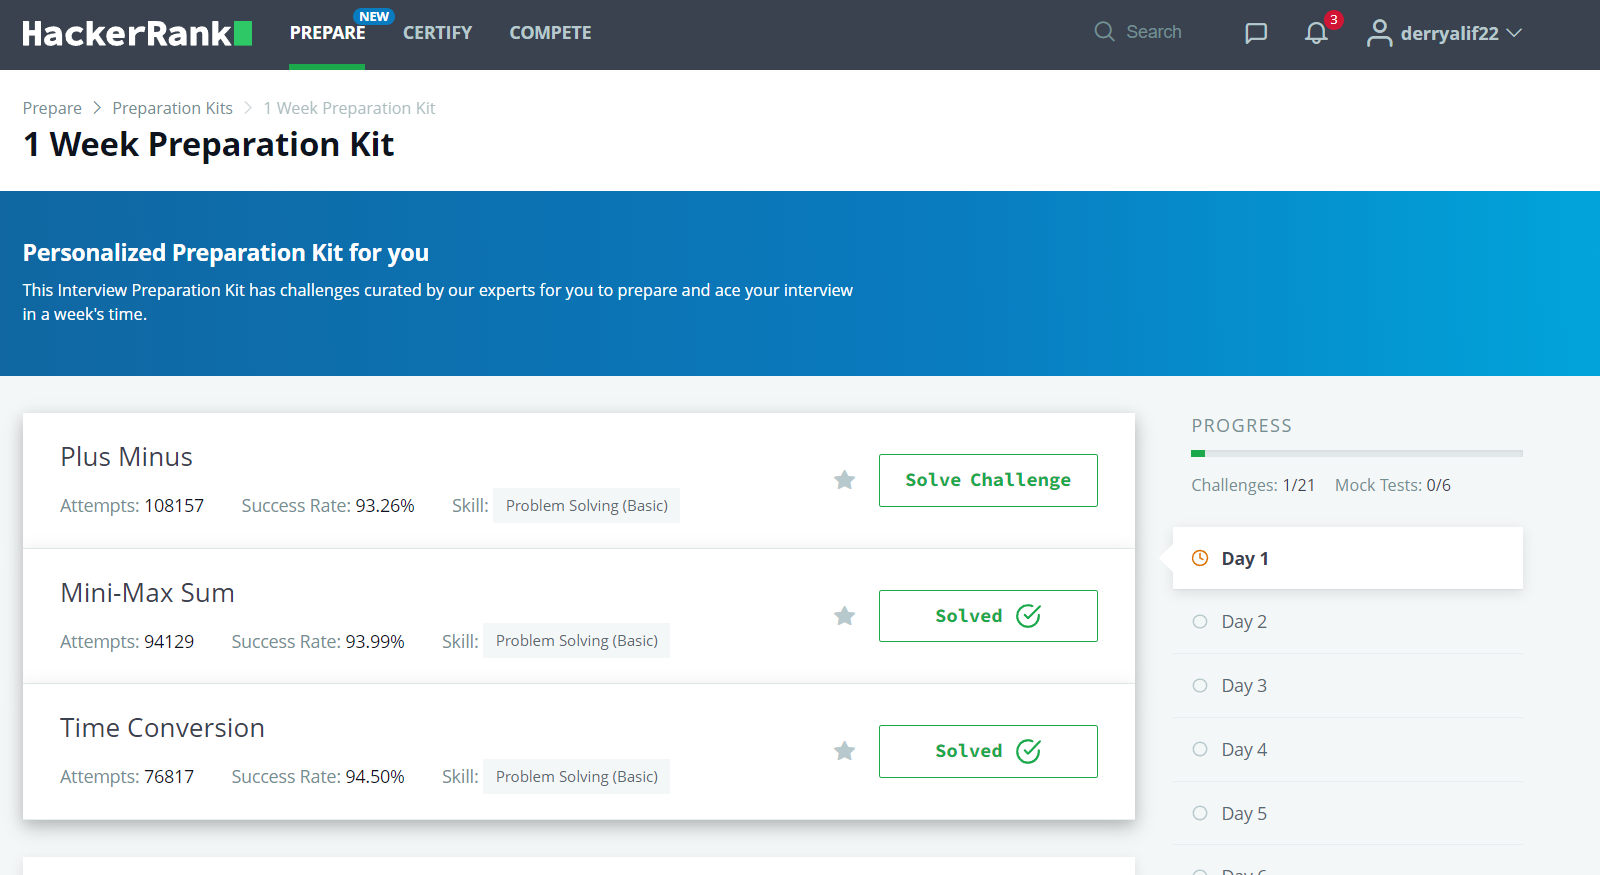 HackerRank
PREPARE
NEW
CERTIFY
COMPETE
Search
3
derryalif22
Prepare
Preparation Kits
1 Week Preparation Kit
1 Week Preparation Kit
Personalized Preparation Kit for you
This Interview Preparation Kit has challenges curated by our experts for you to prepare and ace your interview
in a week's time.
Plus Minus
Attempts: 108157 Success Rate: 93.26% Skill: Problem Solving (Basic)
Solve Challenge
Mini-Max Sum
Attempts: 94129 Success Rate: 93.99% Skill: Problem Solving (Basic)
Solved
Time Conversion
Attempts: 76817 Success Rate: 94.50% Skill: Problem Solving (Basic)
Solved
PROGRESS
Challenges: 1/21 Mock Tests: 0/6
Day 1
Day 2
Day 3
Day 4
Day 5
Day 6